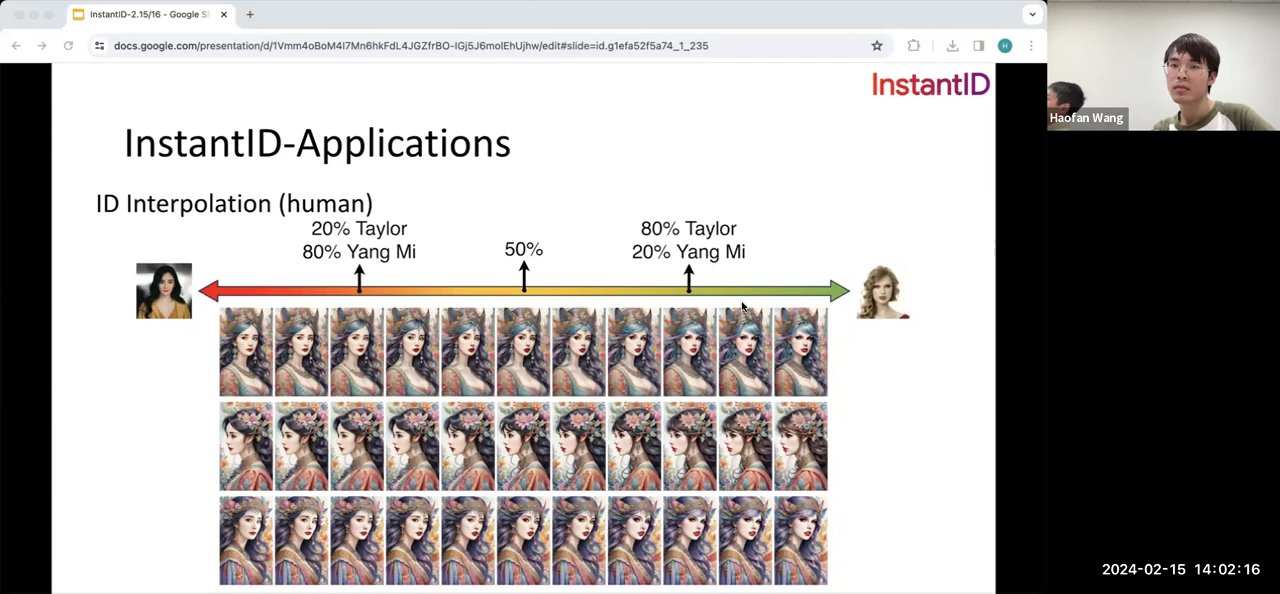 InstantID-2.15/16 - Google Sl
docs.google.com/presentation/d/1Vmm4oBoM4l7Mn6hkFdL4JGZfrBO-IGj5J6molEhUjhw/edit#slide=id.g1efa52f5a74_1_235
H
InstantID
InstantID-Applications
ID Interpolation (human)
20% Taylor
80% Yang Mi
50%
80% Taylor
20% Yang Mi
Haofan Wang
2024-02-15 14:02:16